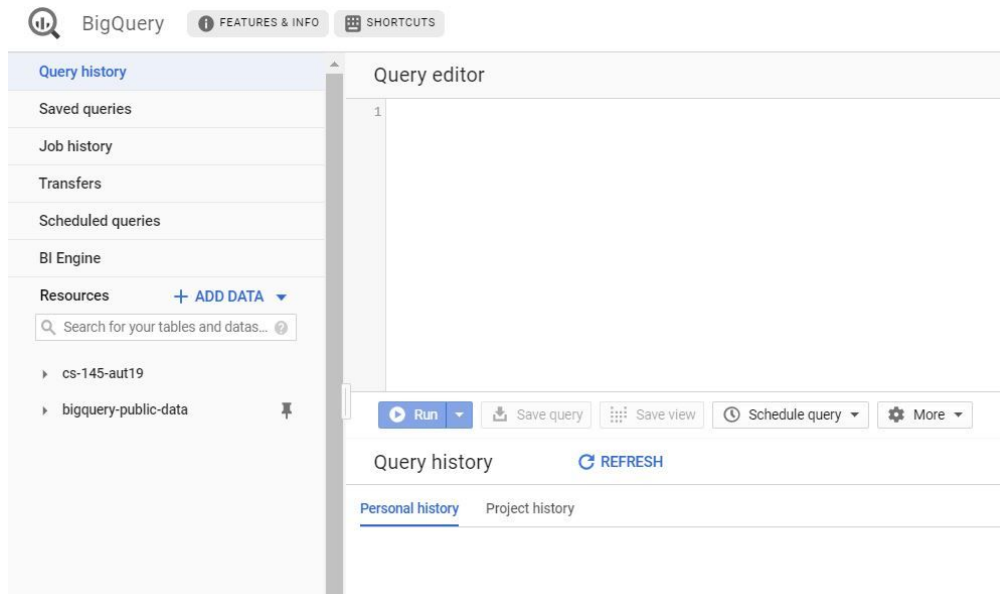 BigQuery FEATURES & INFO SHORTCUTS
Query history
Saved queries
Job history
Transfers
Scheduled queries
BI Engine
Resources + ADD DATA
Search for your tables and datas...
cs-145-aut19
bigquery-public-data
Query editor
1
Run Save query Save view Schedule query More
Query history REFRESH
Personal history Project history